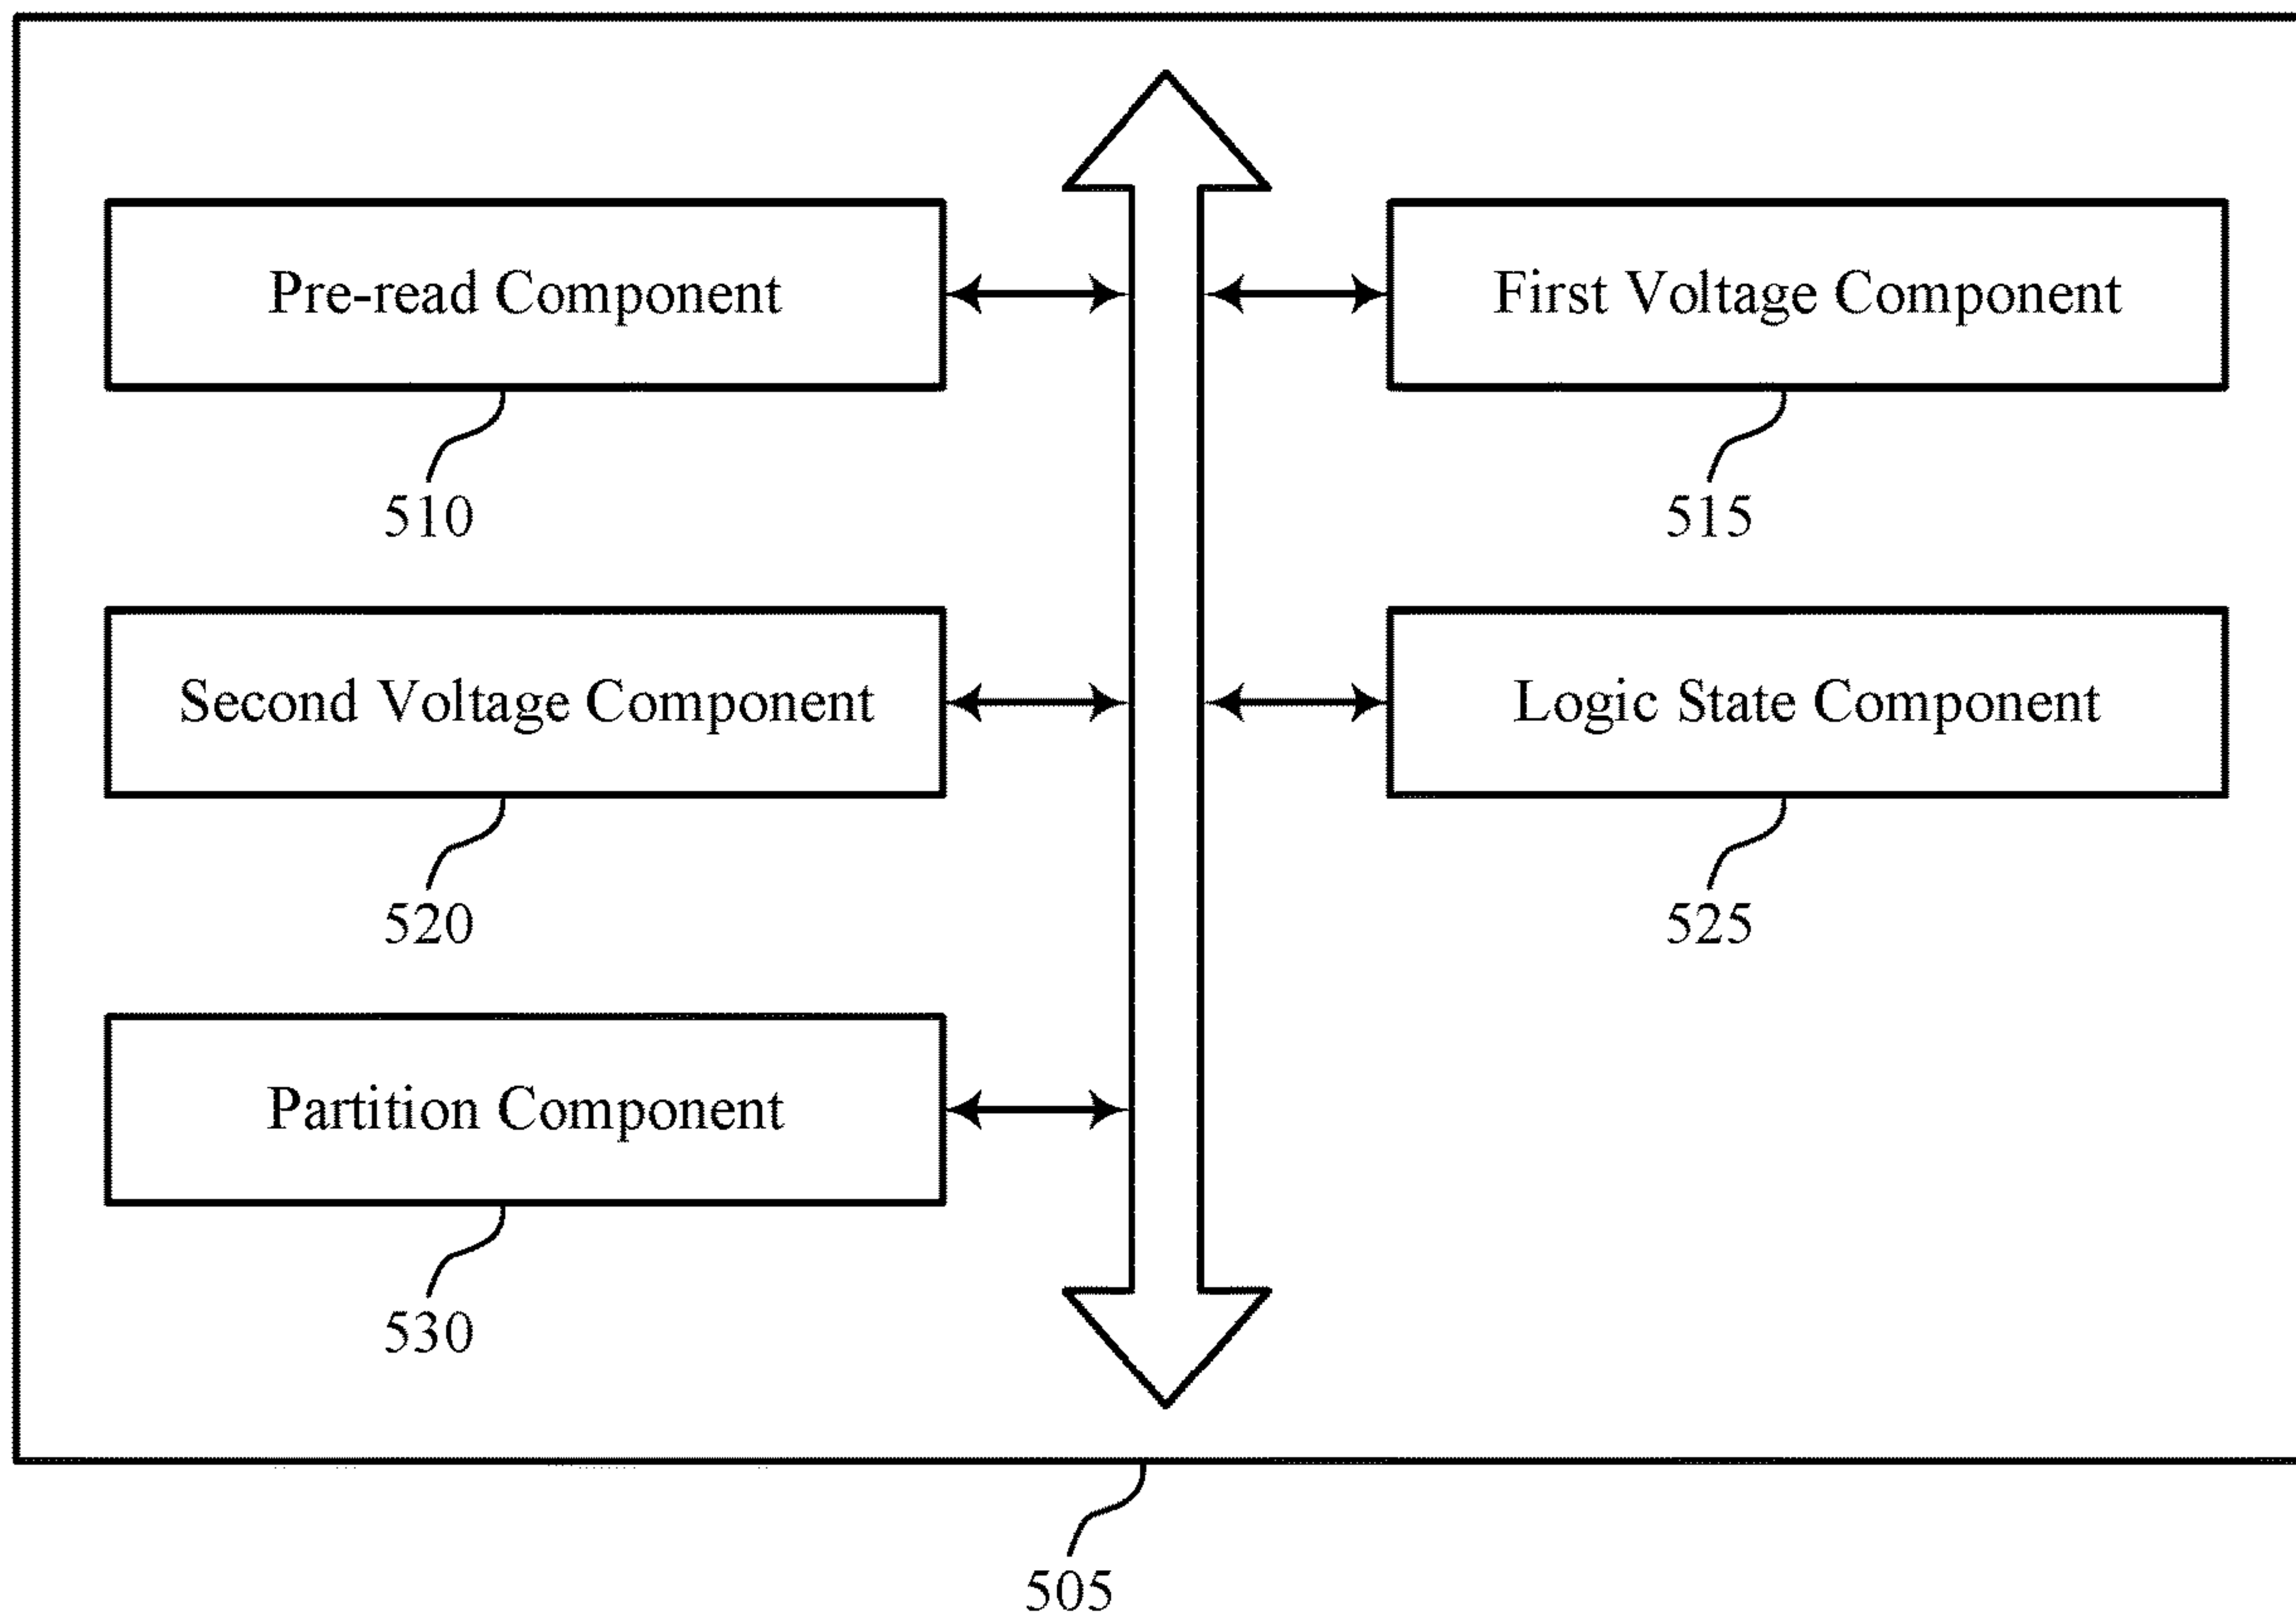 Pre-read Component
First Voltage Component
510
515
Second Voltage Component
Logic State Component
520
525
Partition Component
530
505